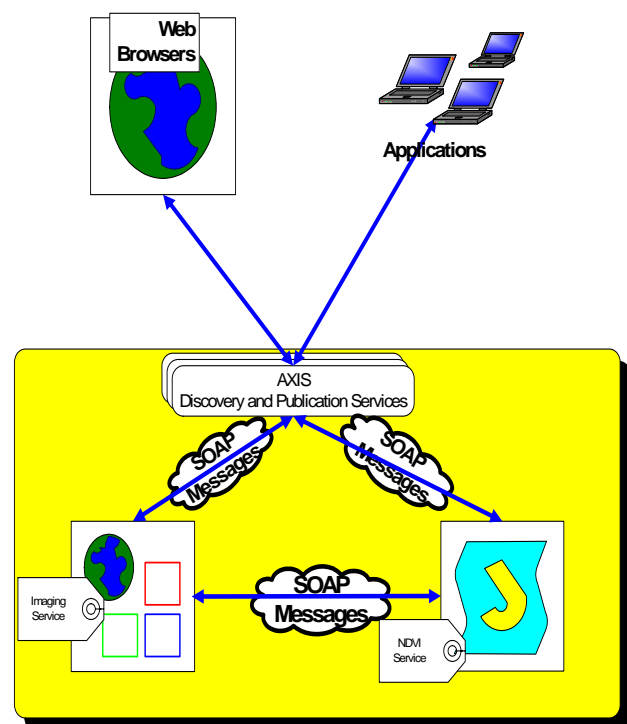 Web
Browsers
Applications
AXIS
Discovery and Publication Services
SOAP
Messages
SOAP
Messages
Imaging
Service
SOAP
Messages
NDVI
Service
J